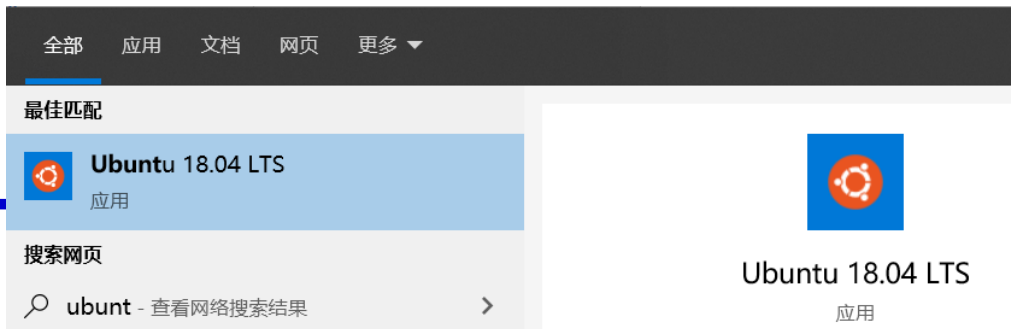 全部 应用 文档 网页 更多
最佳匹配
Ubuntu 18.04 LTS
应用
搜索网页
ubunt - 查看网络搜索结果
Ubuntu 18.04 LTS
应用